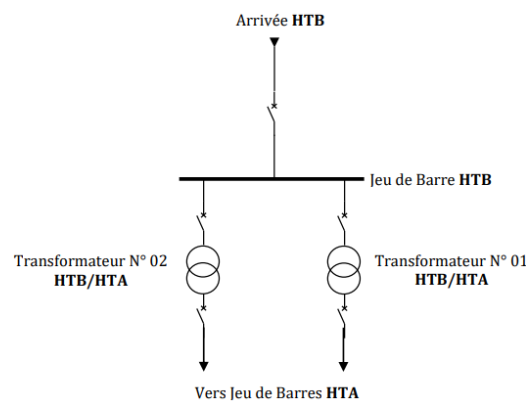 Arrivée HTB
Jeu de Barre HTB
Transformateur N° 02
HTB/HTA
Transformateur N° 01
HTB/HTA
Vers Jeu de Barres HTA